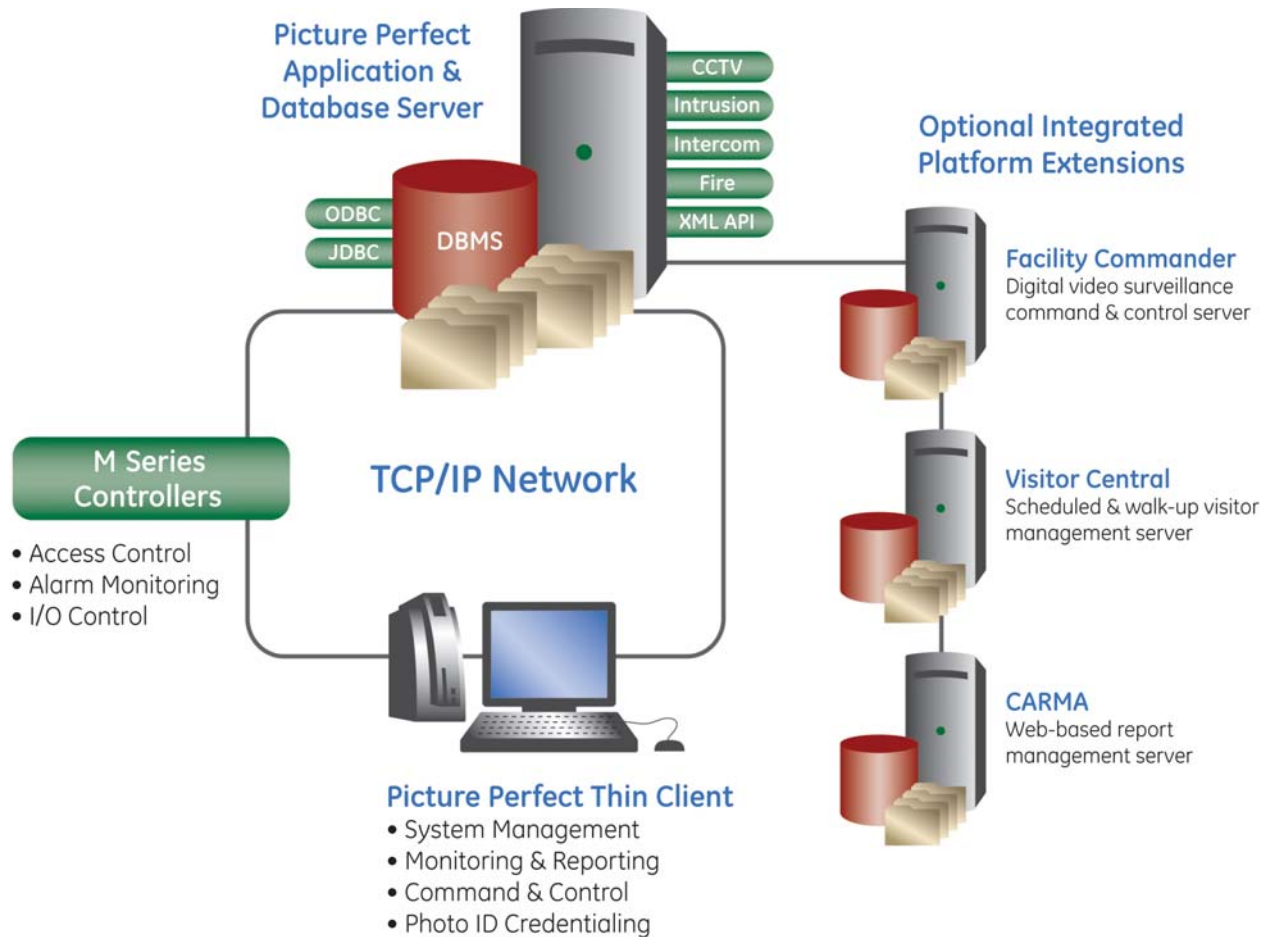 Picture Perfect
Application &
Database Server
CCTV
Intrusion
Intercom
Fire
XML API
ODBC
JDBC
DBMS
Optional Integrated
Platform Extensions
Facility Commander
Digital video surveillance
command & control server
M Series
Controllers
• Access Control
• Alarm Monitoring
• I/O Control
TCP/IP Network
Visitor Central
Scheduled & walk-up visitor
management server
CARMA
Web-based report
management server
Picture Perfect Thin Client
• System Management
• Monitoring & Reporting
• Command & Control
• Photo ID Credentialing